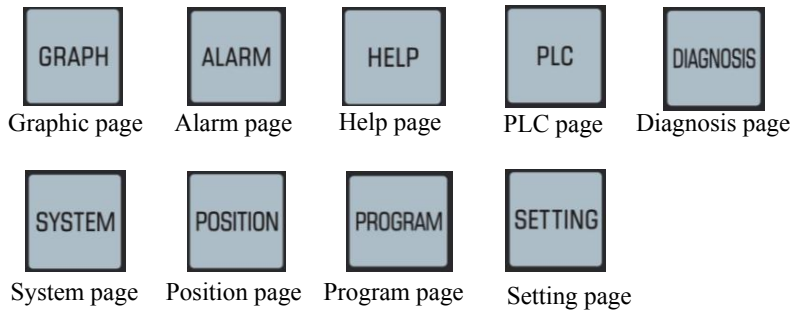 GRAPH ALARM HELP PLC DIAGNOSIS
Graphic page Alarm page Help page PLC page Diagnosis page
SYSTEM POSITION PROGRAM SETTING
System page Position page Program page Setting page